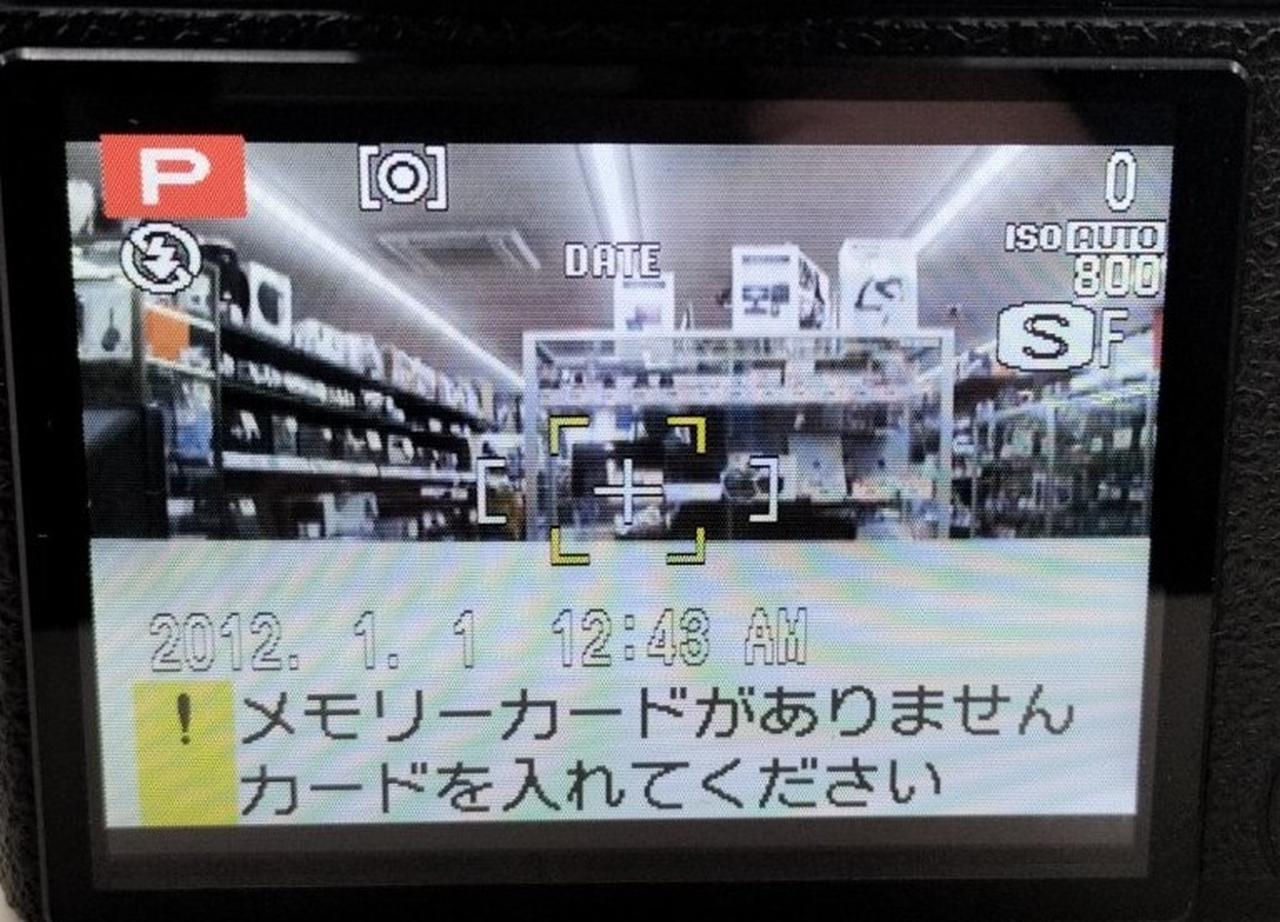 P
0
DATE
ISO AUTO
800
S F
2012. 1. 1 12:43 AM
! メモリーカードがありません
カードを入れてください